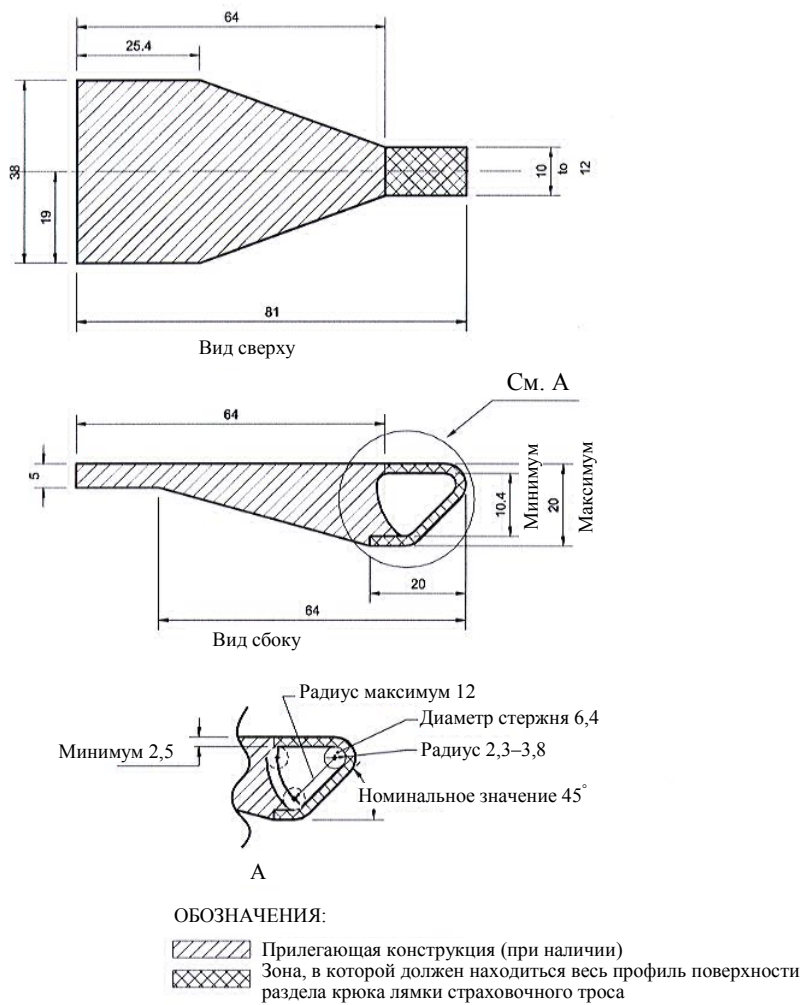 64
25.4
38
19
10
to
12
81
Вид сверху
См. А
64
5
10.4
Минимум
20
Максимум
20
64
Вид сбоку
Радиус максимум 12
Диаметр стержня 6,4
Минимум 2,5
Радиус 2,3–3,8
Номинальное значение 45°
А
ОБОЗНАЧЕНИЯ:
Прилегающая конструкция (при наличии)
Зона, в которой должен находиться весь профиль поверхности
раздела крюка лямки страховочного троса